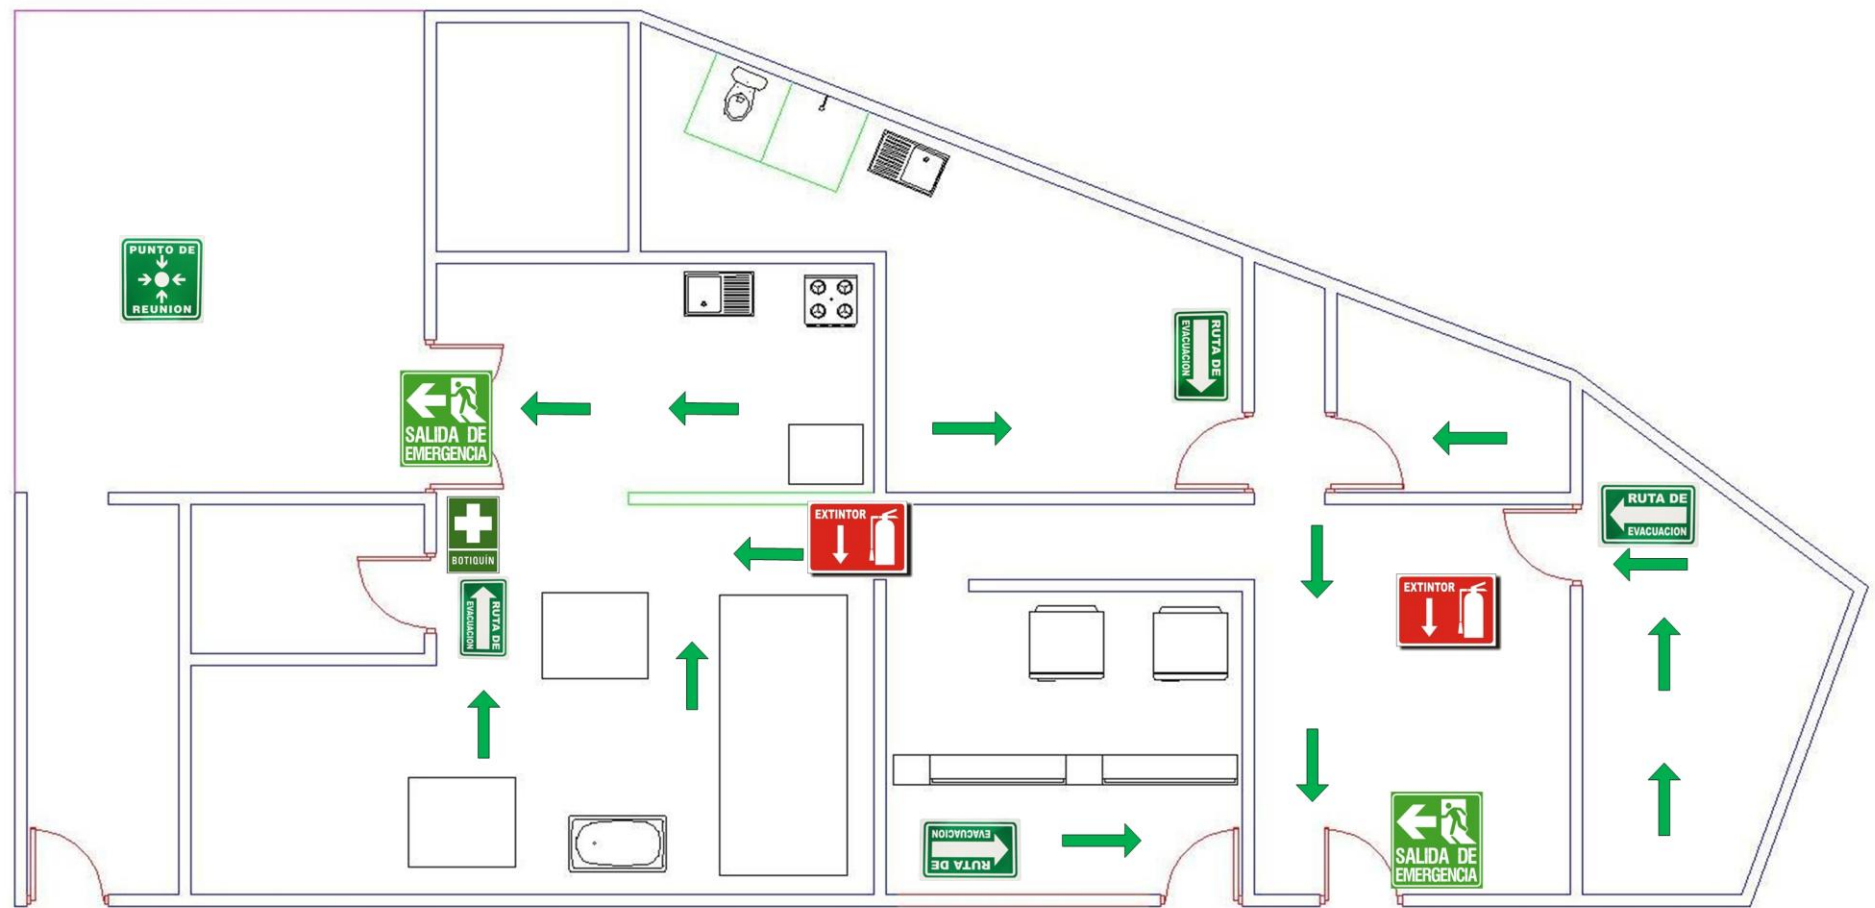 PUNTO DE
REUNION
SALIDA DE
EMERGENCIA
BOTIQUÍN
RUTA DE
EVACUACION
EXTINTOR
RUTA DE
EVACUACION
RUTA DE
EVACUACION
EXTINTOR
RUTA DE
EVACUACION
SALIDA DE
EMERGENCIA